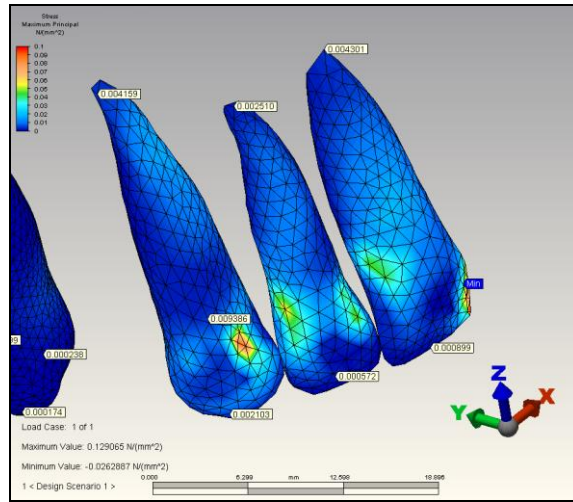 Stress
Maximum Principal
N/(mm^2)
0.1
0.09
0.08
0.07
0.06
0.05
0.04
0.03
0.02
0.01
0
0.004301
0.004159
0.002510
Min
0.009386
0.000238
0.000899
0.000572
0.000174
0.002103
Load Case: 1 of 1
Maximum Value: 0.129065 N/(mm^2)
Minimum Value: -0.0262887 N/(mm^2)
0.000 6.299 mm 12.598 18.898
1 < Design Scenario 1 >
Z
Y X